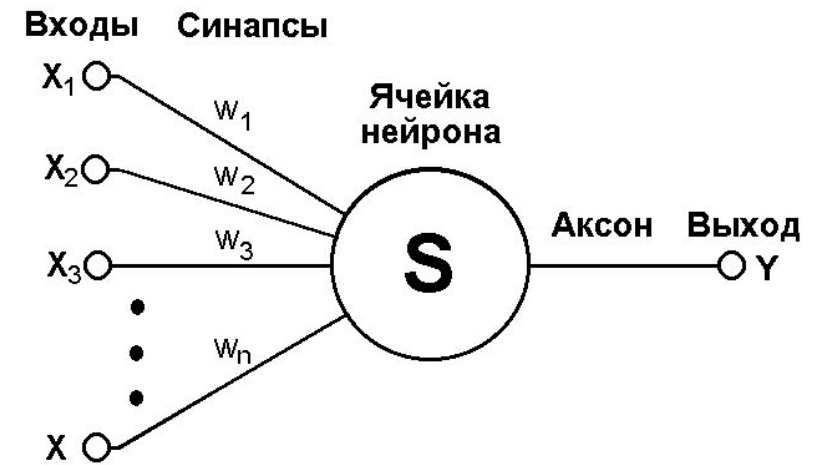 Входы Синапсы
X1
w1
Ячейка
нейрона
X2
w2
X3
w3
S
Аксон Выход
Y
wn
X